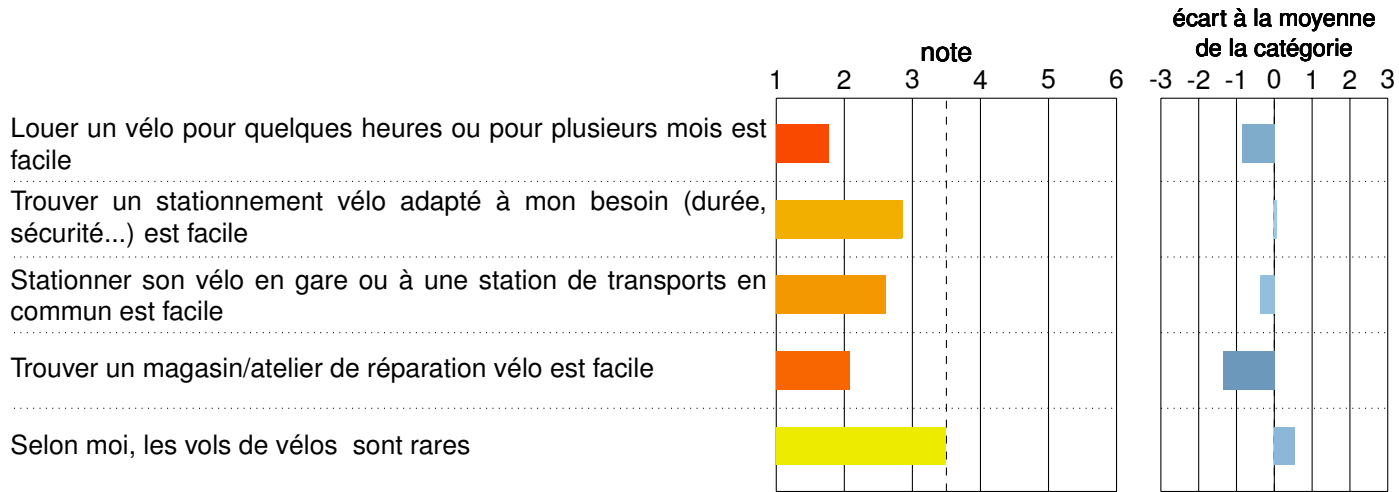 écart à la moyenne
note de la catégorie
1 2 3 4 5 6 -3 -2 -1 0 1 2 3
Louer un vélo pour quelques heures ou pour plusieurs mois est
facile
Trouver un stationnement vélo adapté à mon besoin (durée,
sécurité...) est facile
Stationner son vélo en gare ou à une station de transports en
commun est facile
Trouver un magasin/atelier de réparation vélo est facile
Selon moi, les vols de vélos sont rares